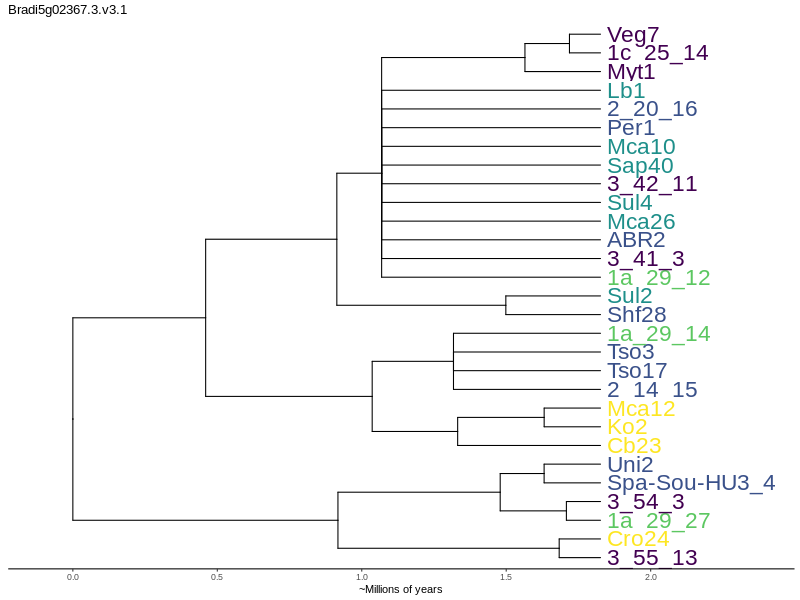 Bradi5g02367.3.v3.1
Veg7
1c_25_14
Myt1
Lb1
2_20_16
Per1
Mca10
Sap40
3_42_11
Sul4
Mca26
ABR2
3_41_3
1a_29_12
Sul2
Shf28
1a_29_14
Tso3
Tso17
2_14_15
Mca12
Ko2
Cb23
Uni2
Spa-Sou-HU3_4
3_54_3
1a_29_27
Cro24
3_55_13
0.0 0.5 1.0 1.5 2.0
~Millions of years